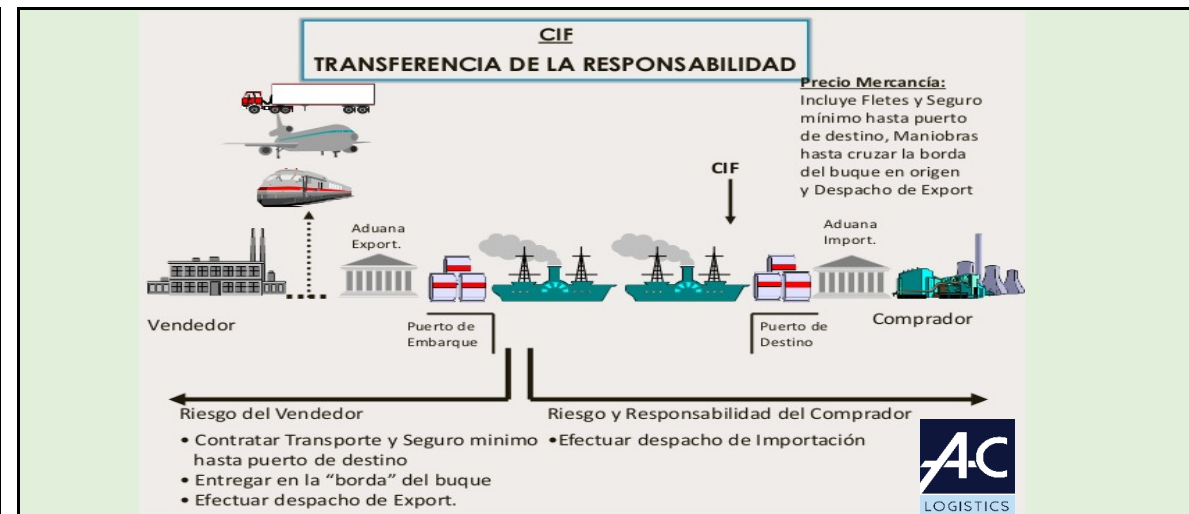 CIF
TRANSFERENCIA DE LA RESPONSABILIDAD
Precio Mercancía:
Incluye Fletes y Seguro
mínimo hasta puerto
de destino, Maniobras
hasta cruzar la borda
del buque en origen
y Despacho de Export
CIF
Aduana
Export.
Aduana
Import.
Vendedor
Puerto de
Embarque
Puerto de
Destino
Comprador
Riesgo del Vendedor
• Contratar Transporte y Seguro minimo
hasta puerto de destino
• Entregar en la “borda” del buque
• Efectuar despacho de Export.
Riesgo y Responsabilidad del Comprador
•Efectuar despacho de Importación
A-C
LOGISTICS